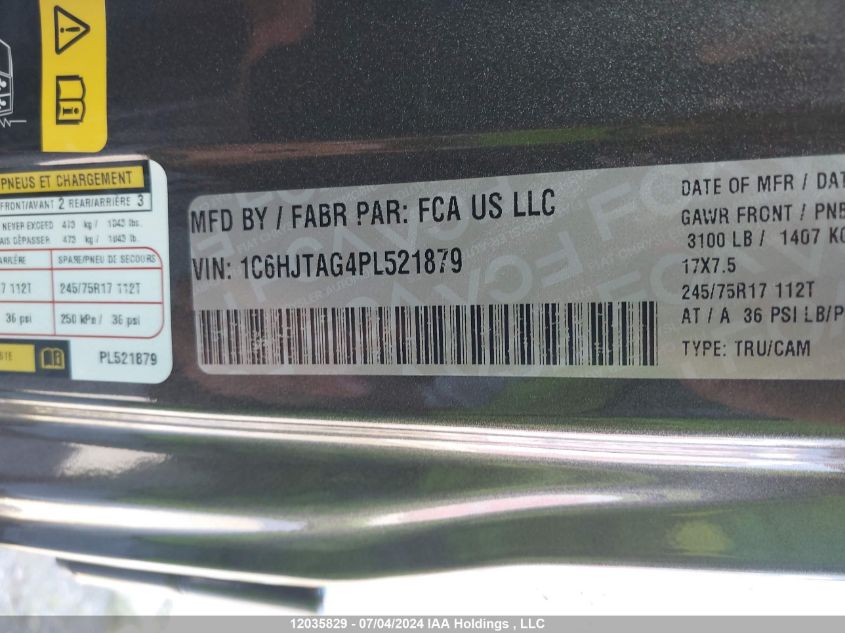 PNEUS ET CHARGEMENT
FRONT/AVANT 2 REAR/ARRIÈRE 3
NEVER EXCEED 473 kg / 1043 lbs.
AIS DÉPASSER 473 kg / 1043 lb.
ARRIÈRE SPARE/PNEU DE SECOURS
17 112T 245/75R17 112T
36 psi 250 kPa / 36 psi
PL521879
MFD BY / FABR PAR: FCA US LLC
VIN: 1C6HJTAG4PL521879
DATE OF MFR / DAT
GAWR FRONT / PNB
3100 LB / 1407 KG
17X7.5
245/75R17 112T
AT / A 36 PSI LB/P
TYPE: TRU/CAM
12035829 - 07/04/2024 IAA Holdings , LLC